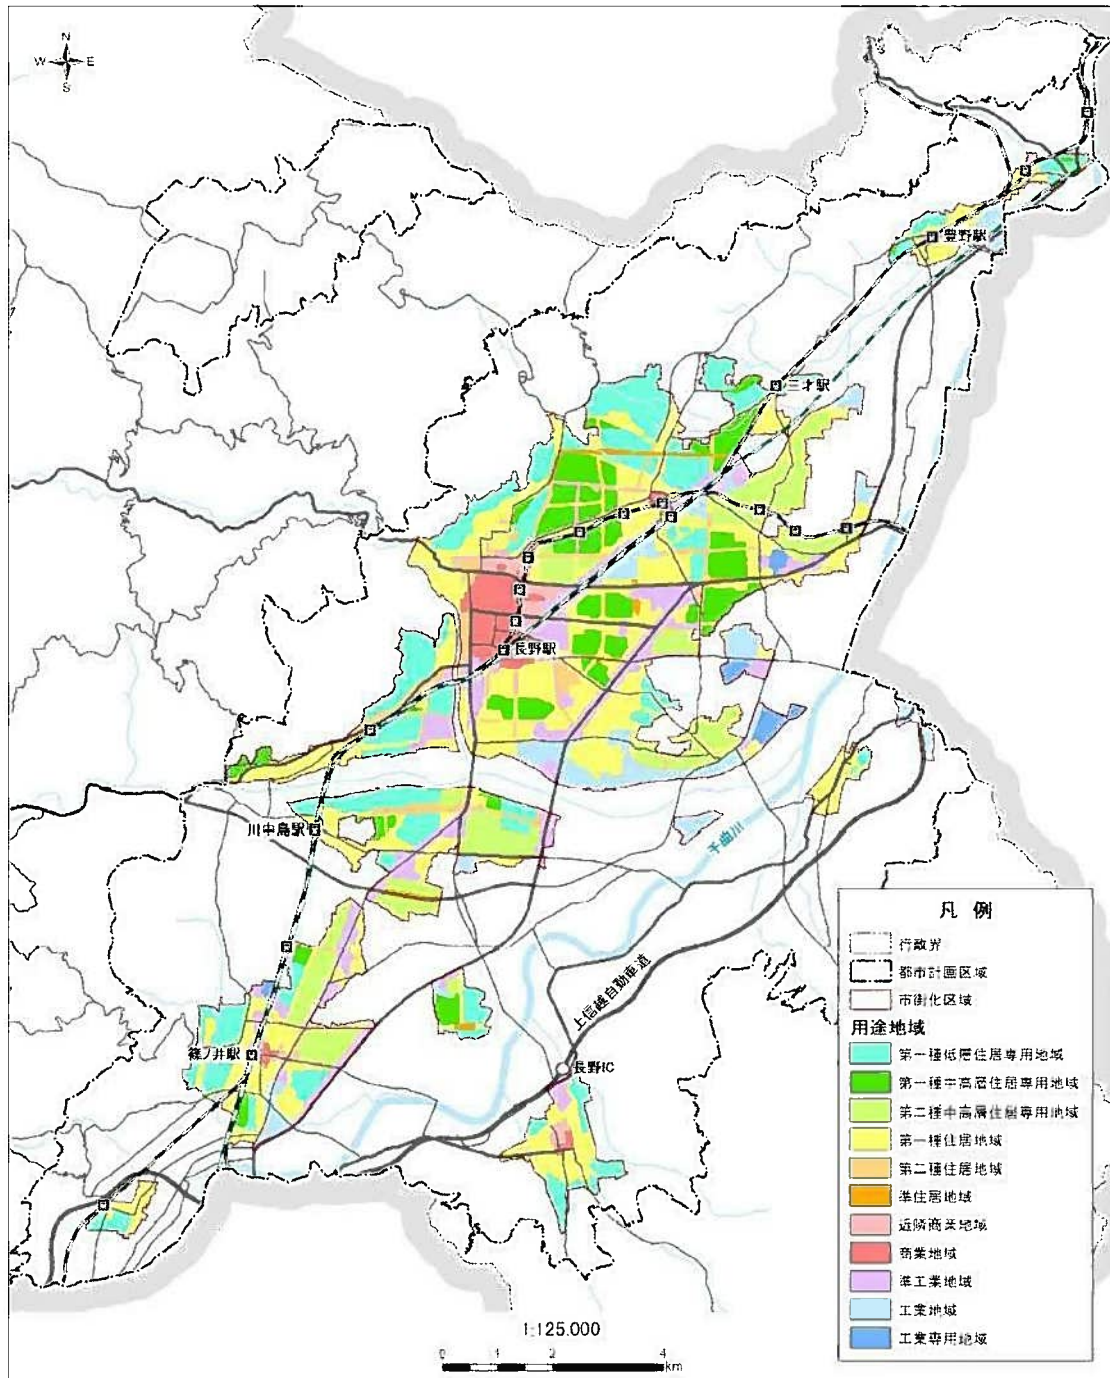 N
W E
S
豊野駅
三才駅
長野駅
川中島駅
千曲川
上信越自動車道
篠ノ井駅
長野IC
凡 例
行政界
都市計画区域
市街化区域
用途地域
第一種低層住居専用地域
第一種中高層住居専用地域
第二種中高層住居専用地域
第一種住居地域
第二種住居地域
準住居地域
近隣商業地域
商業地域
準工業地域
工業地域
工業専用地域
1:125.000
0 1 2 4
km